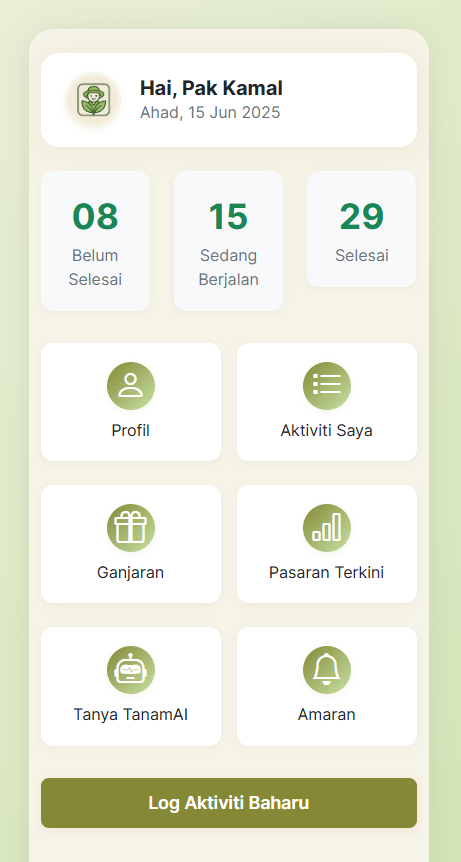 Hai, Pak Kamal
Ahad, 15 Jun 2025
08
Belum
Selesai
15
Sedang
Berjalan
29
Selesai
Profil
Aktiviti Saya
Ganjaran
Pasaran Terkini
Tanya TanamAI
Amaran
Log Aktiviti Baharu